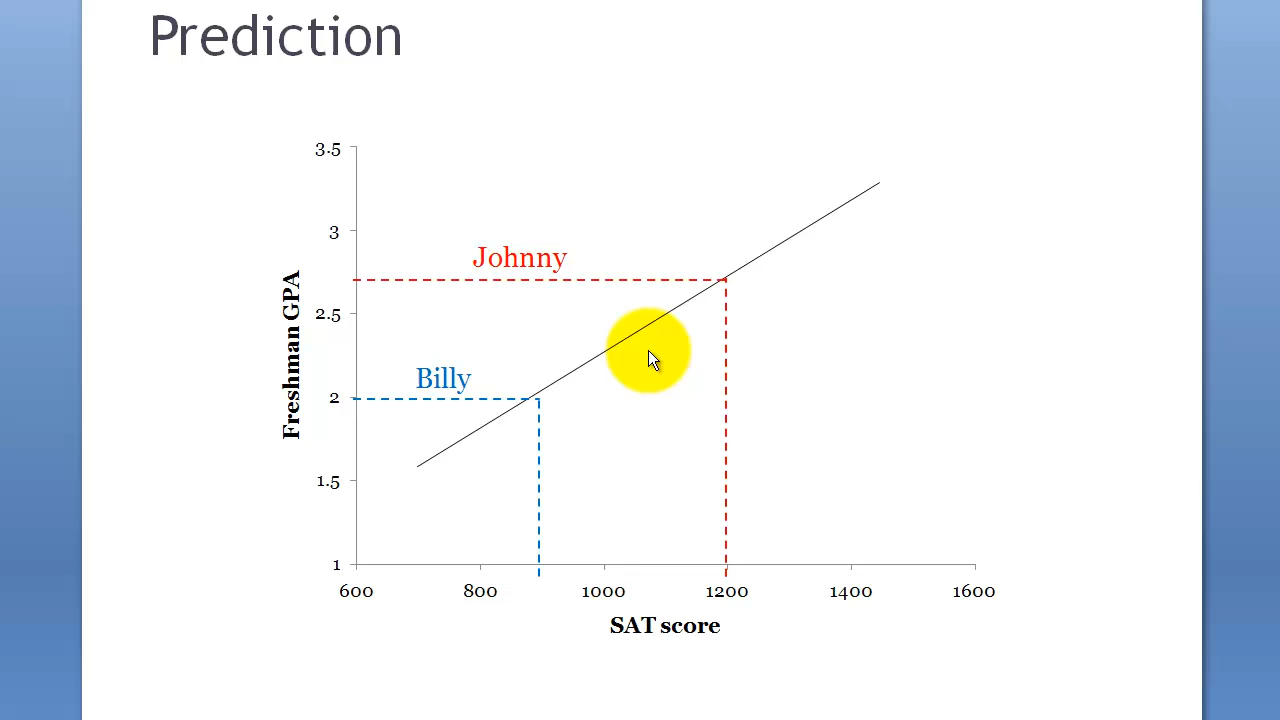 Prediction
3.5
3
2.5
2
1.5
1
Freshman GPA
Johnny
Billy
600 800 1000 1200 1400 1600
SAT score